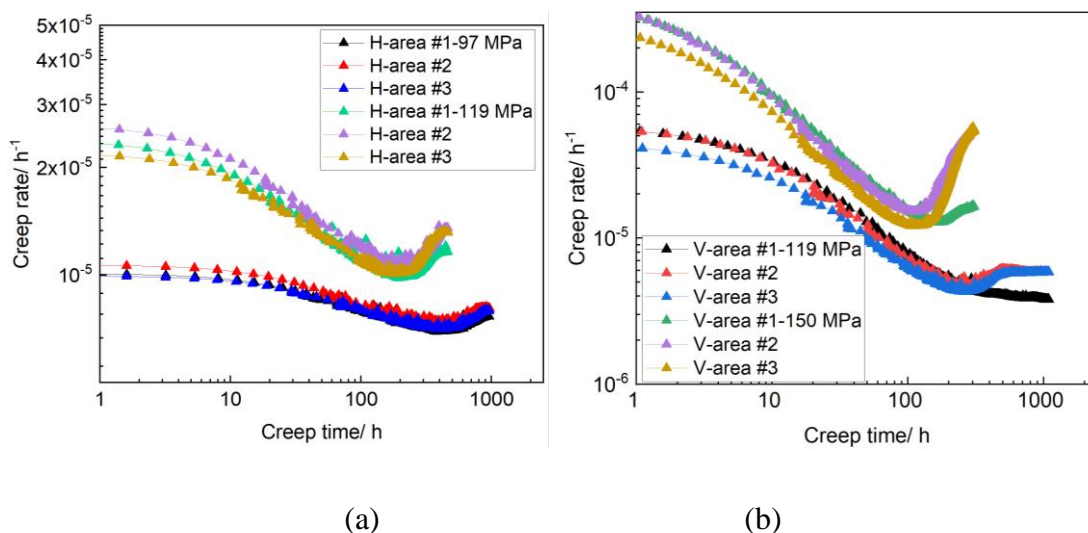 5x10⁻⁵
3x10⁻⁵
2x10⁻⁵
10⁻⁵
Creep rate/ h⁻¹
H-area #1-97 MPa
H-area #2
H-area #3
H-area #1-119 MPa
H-area #2
H-area #3
1
10
100
1000
Creep time/ h
(a)
10⁻⁴
10⁻⁵
10⁻⁶
Creep rate/ h⁻¹
V-area #1-119 MPa
V-area #2
V-area #3
V-area #1-150 MPa
V-area #2
V-area #3
1
10
100
1000
Creep time/ h
(b)